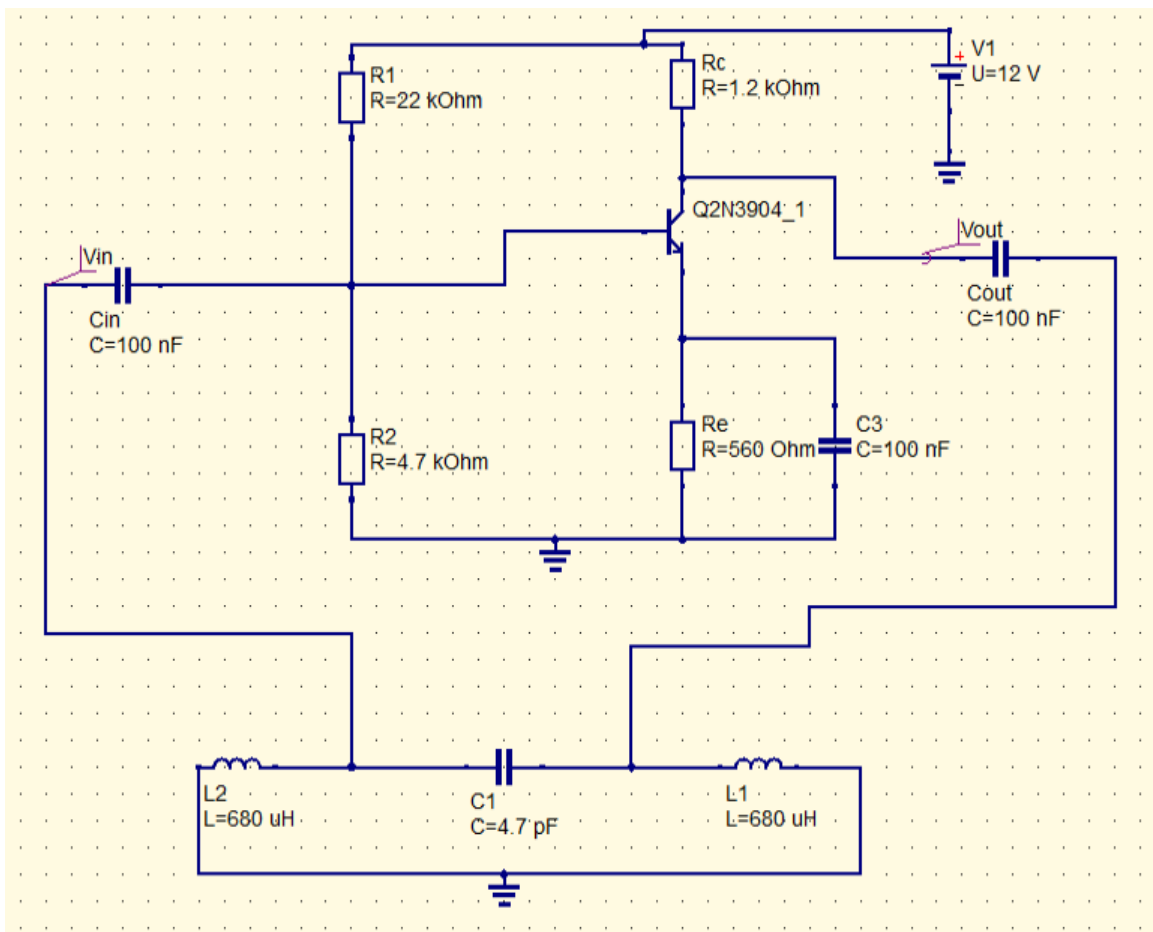 V1
U=12 V
Rc
R=1.2 kOhm
R1
R=22 kOhm
Q2N3904_1
Vin
Vout
Cin
C=100 nF
Cout
C=100 nF
R2
R=4.7 kOhm
Re
R=560 Ohm
C3
C=100 nF
L2
L=680 uH
C1
C=4.7 pF
L1
L=680 uH